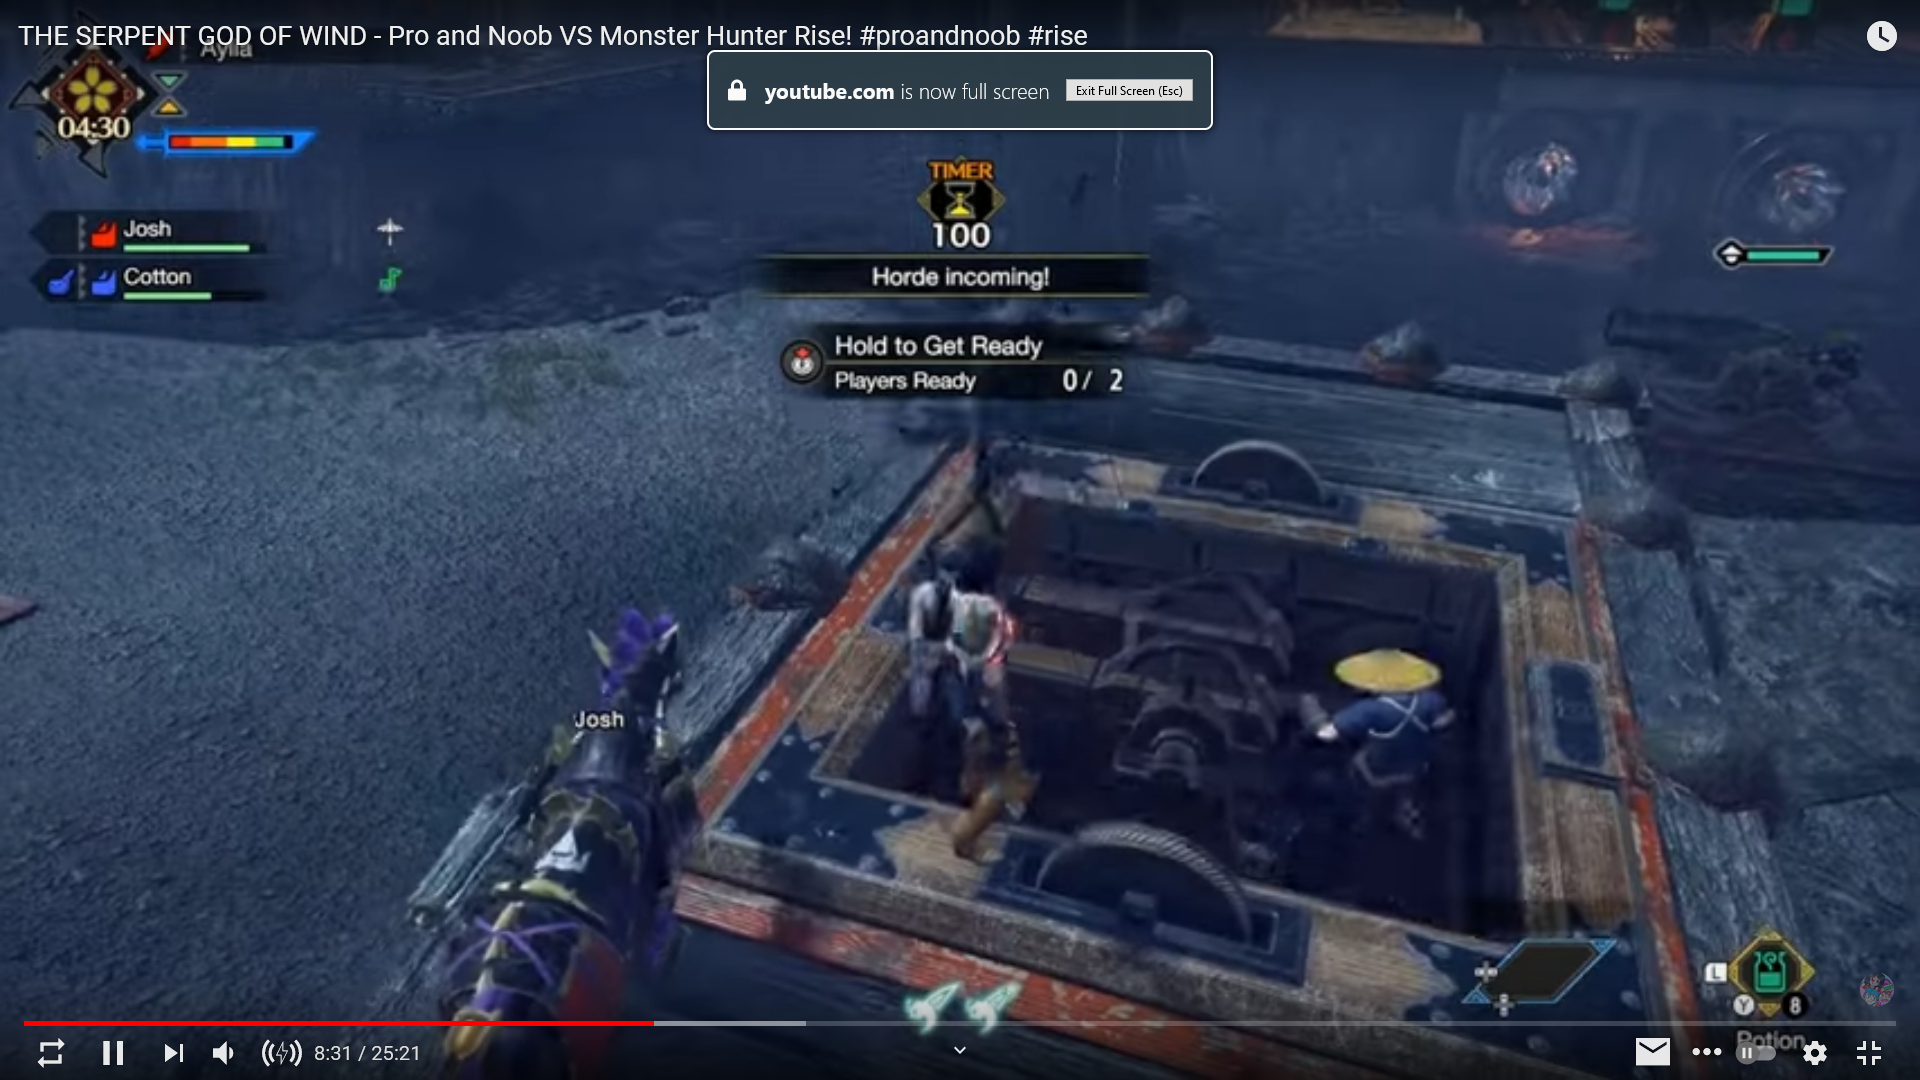 THE SERPENT GOD OF WIND - Pro and Noob VS Monster Hunter Rise! #proandnoob #rise
Aylla
youtube.com is now full screen
Exit Full Screen (Esc)
04:30
TIMER
100
Josh
Horde incoming!
Cotton
Hold to Get Ready
Players Ready 0/ 2
Josh
L
Y 8
Potion
8:31 / 25:21